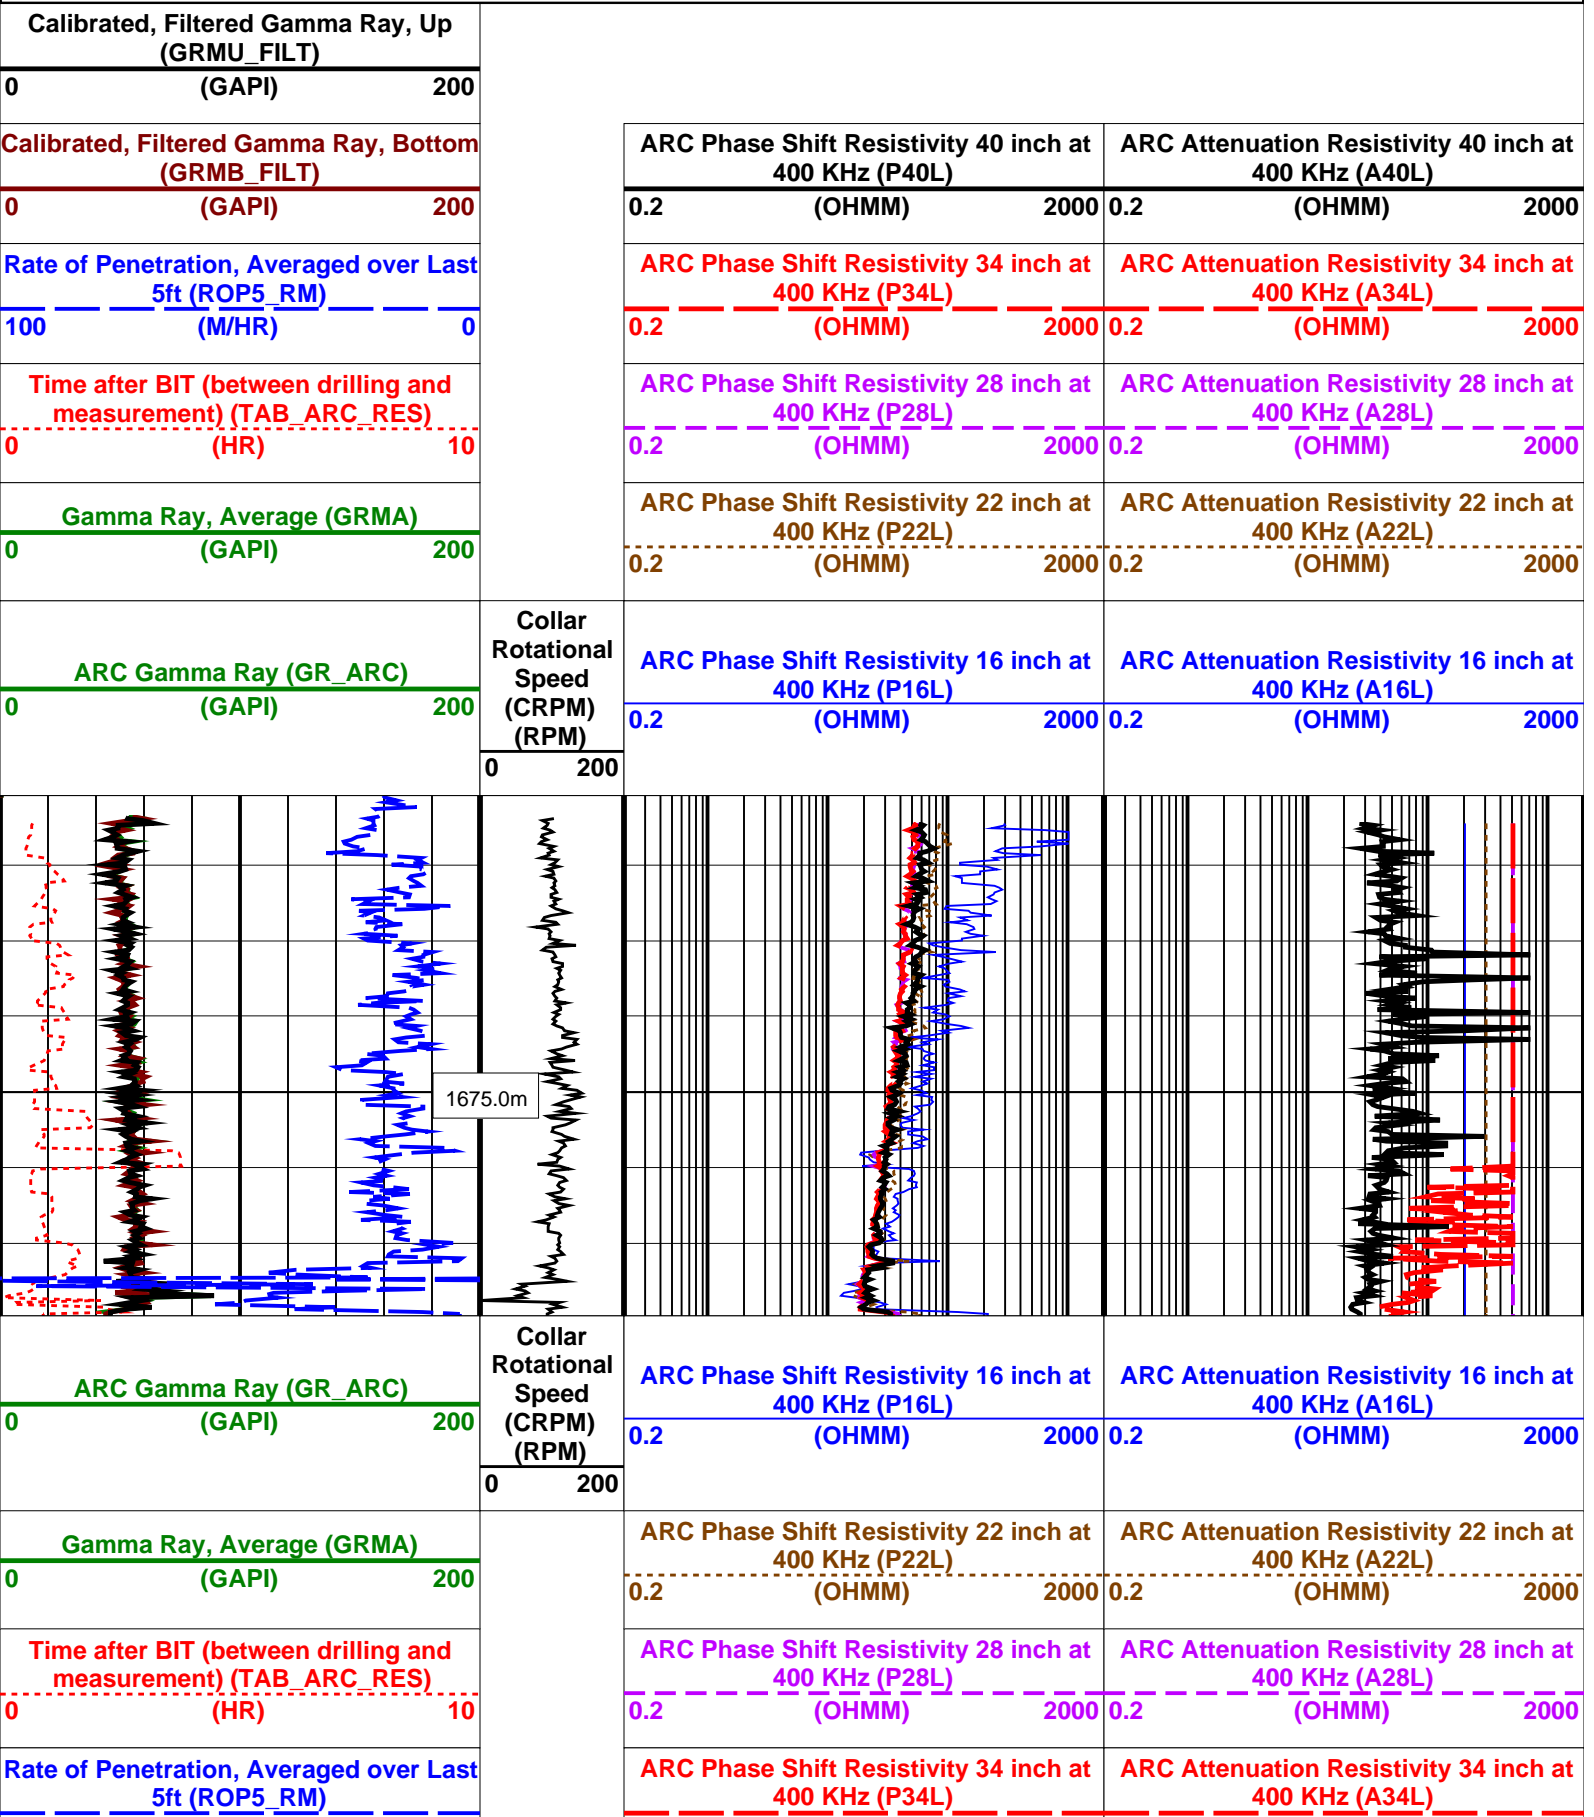 Calibrated, Filtered Gamma Ray, Up
(GRMU_FILT)
0 (GAPI) 200
Calibrated, Filtered Gamma Ray, Bottom
(GRMB_FILT)
0 (GAPI) 200
ARC Phase Shift Resistivity 40 inch at
400 KHz (P40L)
0.2 (OHMM) 2000
ARC Attenuation Resistivity 40 inch at
400 KHz (A40L)
0.2 (OHMM) 2000
Rate of Penetration, Averaged over Last
5ft (ROP5_RM)
100 (M/HR) 0
ARC Phase Shift Resistivity 34 inch at
400 KHz (P34L)
0.2 (OHMM) 2000
ARC Attenuation Resistivity 34 inch at
400 KHz (A34L)
0.2 (OHMM) 2000
Time after BIT (between drilling and
measurement) (TAB_ARC_RES)
0 (HR) 10
ARC Phase Shift Resistivity 28 inch at
400 KHz (P28L)
0.2 (OHMM) 2000
ARC Attenuation Resistivity 28 inch at
400 KHz (A28L)
0.2 (OHMM) 2000
Gamma Ray, Average (GRMA)
0 (GAPI) 200
ARC Phase Shift Resistivity 22 inch at
400 KHz (P22L)
0.2 (OHMM) 2000
ARC Attenuation Resistivity 22 inch at
400 KHz (A22L)
0.2 (OHMM) 2000
ARC Gamma Ray (GR_ARC)
0 (GAPI) 200
Collar
Rotational
Speed
(CRPM)
(RPM)
0 200
ARC Phase Shift Resistivity 16 inch at
400 KHz (P16L)
0.2 (OHMM) 2000
ARC Attenuation Resistivity 16 inch at
400 KHz (A16L)
0.2 (OHMM) 2000
1675.0m
ARC Gamma Ray (GR_ARC)
0 (GAPI) 200
Collar
Rotational
Speed
(CRPM)
(RPM)
0 200
ARC Phase Shift Resistivity 16 inch at
400 KHz (P16L)
0.2 (OHMM) 2000
ARC Attenuation Resistivity 16 inch at
400 KHz (A16L)
0.2 (OHMM) 2000
Gamma Ray, Average (GRMA)
0 (GAPI) 200
ARC Phase Shift Resistivity 22 inch at
400 KHz (P22L)
0.2 (OHMM) 2000
ARC Attenuation Resistivity 22 inch at
400 KHz (A22L)
0.2 (OHMM) 2000
Time after BIT (between drilling and
measurement) (TAB_ARC_RES)
0 (HR) 10
ARC Phase Shift Resistivity 28 inch at
400 KHz (P28L)
0.2 (OHMM) 2000
ARC Attenuation Resistivity 28 inch at
400 KHz (A28L)
0.2 (OHMM) 2000
Rate of Penetration, Averaged over Last
5ft (ROP5_RM)
ARC Phase Shift Resistivity 34 inch at
400 KHz (P34L)
ARC Attenuation Resistivity 34 inch at
400 KHz (A34L)